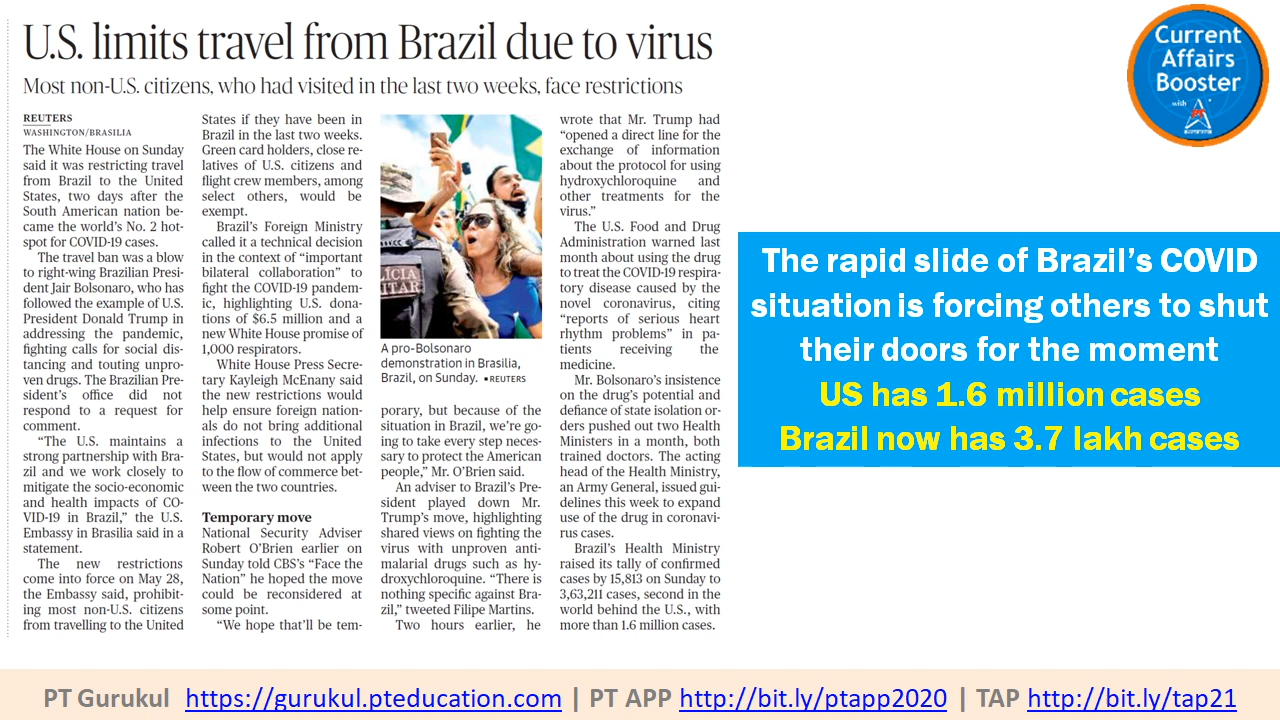 U.S. limits travel from Brazil due to virus
Most non-U.S. citizens, who had visited in the last two weeks, face restrictions
REUTERS
WASHINGTON/BRASILIA
The White House on Sunday
said it was restricting travel
from Brazil to the United
States, two days after the
South American nation be-
came the world's No. 2 hot-
spot for COVID-19 cases.
The travel ban was a blow
to right-wing Brazilian Presi-
dent Jair Bolsonaro, who has
followed the example of U.S.
President Donald Trump in
addressing the pandemic,
fighting calls for social dis-
tancing and touting unpro-
ven drugs. The Brazilian Pre-
sident's office did not
respond to a request for
comment.
"The U.S. maintains a
strong partnership with Bra-
zil and we work closely to
mitigate the socio-economic
and health impacts of CO-
VID-19 in Brazil," the U.S.
Embassy in Brasilia said in a
statement.
The new restrictions
come into force on May 28,
the Embassy said, prohibit-
ing most non-U.S. citizens
from travelling to the United
States if they have been in
Brazil in the last two weeks.
Green card holders, close re-
latives of U.S. citizens and
flight crew members, among
select others, would be
exempt.
Brazil's Foreign Ministry
called it a technical decision
in the context of "important
bilateral collaboration" to
fight the COVID-19 pandem-
ic, highlighting U.S. dona-
tions of $6.5 million and a
new White House promise of
1,000 respirators.
White House Press Secre-
tary Kayleigh McEnany said
the new restrictions would
help ensure foreign nation-
als do not bring additional
infections to the United
States, but would not apply
to the flow of commerce bet-
ween the two countries.
Temporary move
National Security Adviser
Robert O'Brien earlier on
Sunday told CBS's "Face the
Nation" he hoped the move
could be reconsidered at
some point.
"We hope that'll be tem-
LÍCIA
ITAR
A pro-Bolsonaro
demonstration in Brasilia,
Brazil, on Sunday. ▪REUTERS
porary, but because of the
situation in Brazil, we're go-
ing to take every step neces-
sary to protect the American
people," Mr. O'Brien said.
An adviser to Brazil's Pre-
sident played down Mr.
Trump's move, highlighting
shared views on fighting the
virus with unproven anti-
malarial drugs such as hy-
droxychloroquine. "There is
nothing specific against Bra-
zil," tweeted Filipe Martins.
Two hours earlier, he
wrote that Mr. Trump had
"opened a direct line for the
exchange of information
about the protocol for using
hydroxychloroquine and
other treatments for the
virus."
The U.S. Food and Drug
Administration warned last
month about using the drug
to treat the COVID-19 respira-
tory disease caused by the
novel coronavirus, citing
"reports of serious heart
rhythm problems" in pa-
tients receiving the
medicine.
Mr. Bolsonaro's insistence
on the drug's potential and
defiance of state isolation or-
ders pushed out two Health
Ministers in a month, both
trained doctors. The acting
head of the Health Ministry,
an Army General, issued gui-
delines this week to expand
use of the drug in coronavi-
rus cases.
Brazil's Health Ministry
raised its tally of confirmed
cases by 15,813 on Sunday to
3,63,211 cases, second in the
world behind the U.S., with
more than 1.6 million cases.
Current
Affairs
Booster
with
The rapid slide of Brazil's COVID
situation is forcing others to shut
their doors for the moment
US has 1.6 million cases
Brazil now has 3.7 lakh cases
PT Gurukul https://gurukul.pteducation.com | PT APP http://bit.ly/ptapp2020 | TAP http://bit.ly/tap21